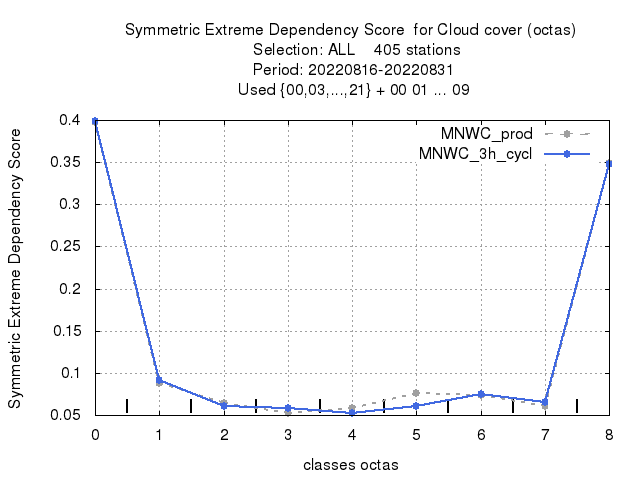 Symmetric Extreme Dependency Score  for Cloud cover (octas)
Selection: ALL    405 stations
Period: 20220816-20220831
Used {00,03,...,21} + 00 01 ... 09
Symmetric Extreme Dependency Score
0.4
0.35
0.3
0.25
0.2
0.15
0.1
0.05
MNWC_prod
MNWC_3h_cycl
0 1 2 3 4 5 6 7 8
classes octas